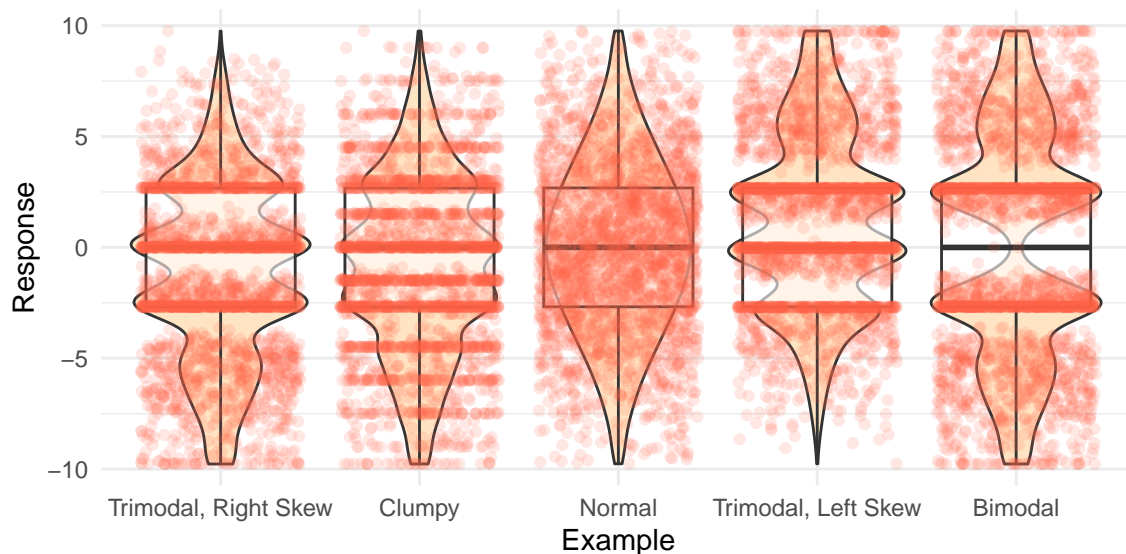 10
5
0
−5
−10
Response
Trimodal, Right Skew
Clumpy
Normal
Trimodal, Left Skew
Bimodal
Example